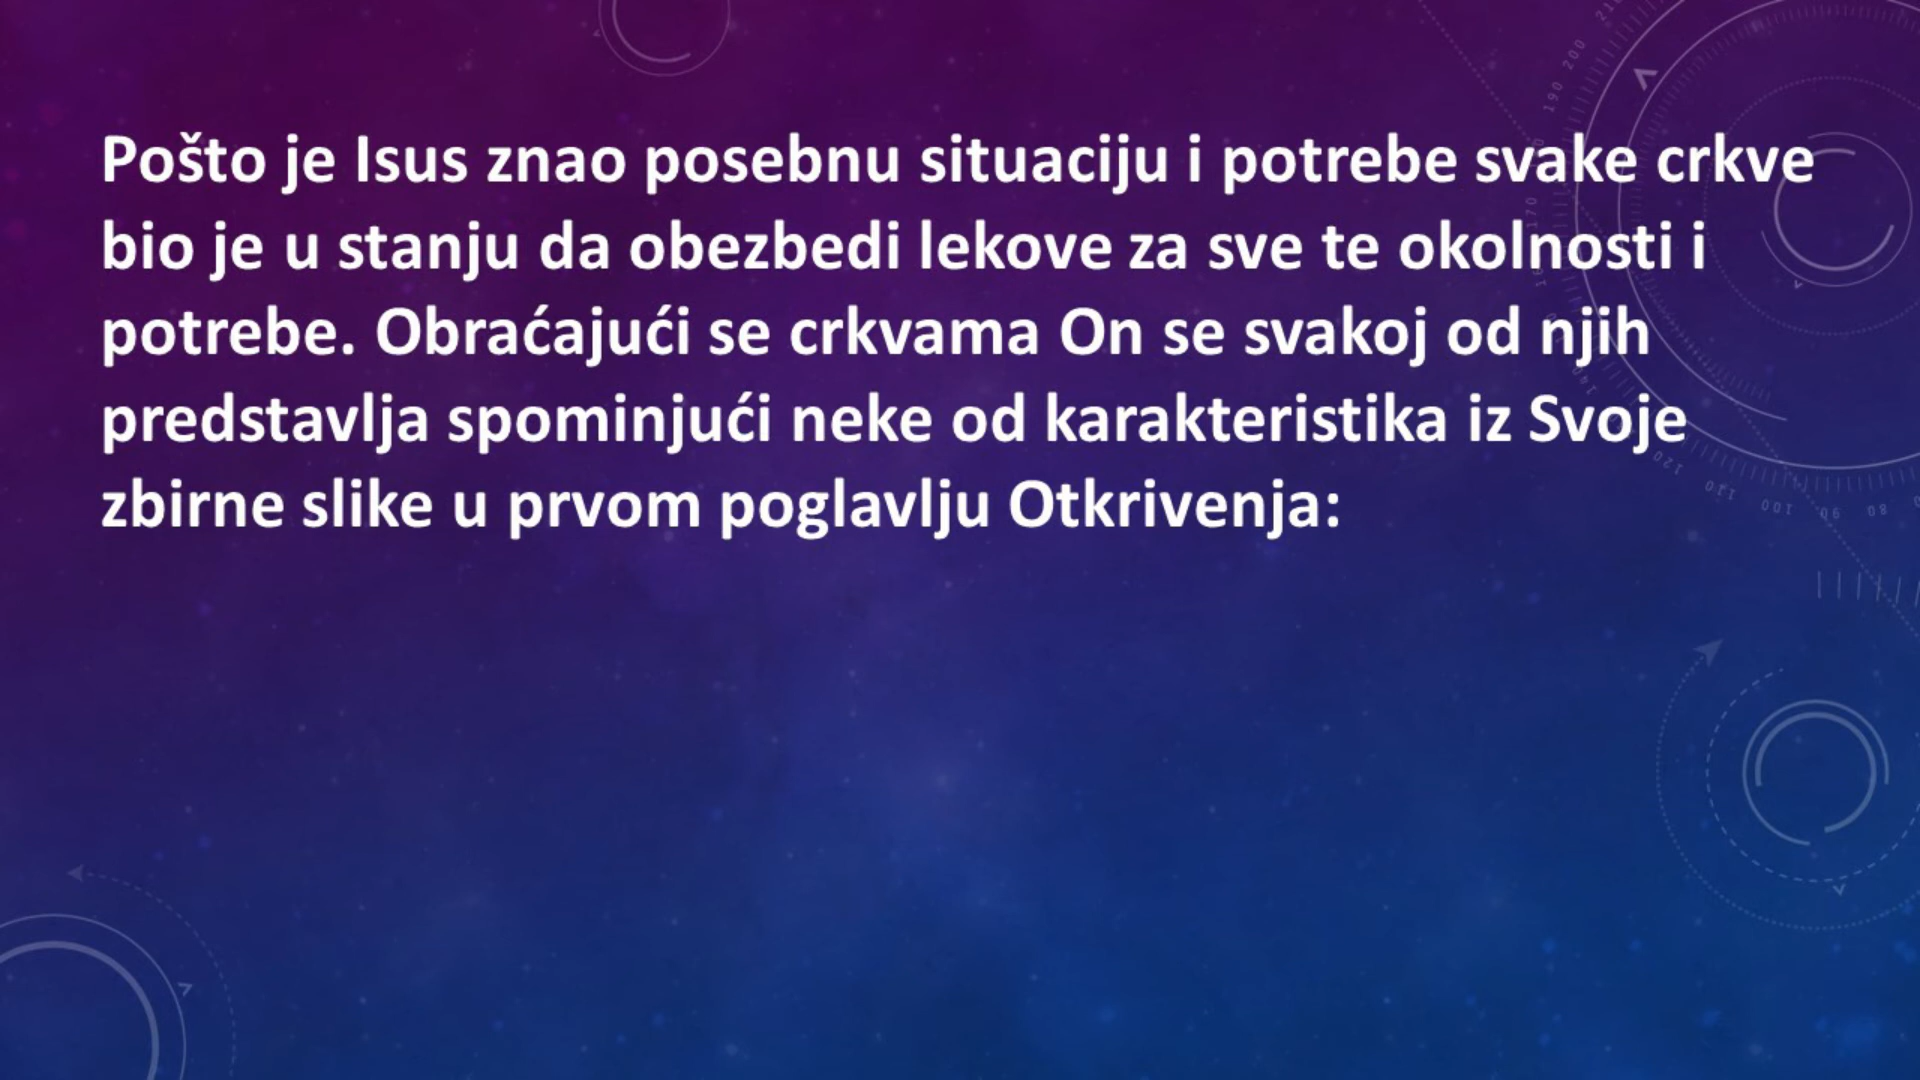 Pošto je Isus znao posebnu situaciju i potrebe svake crkve
bio je u stanju da obezbedi lekove za sve te okolnosti i
potrebe. Obraćajući se crkvama On se svakoj od njih
predstavlja spominjući neke od karakteristika iz Svoje
zbirne slike u prvom poglavlju Otkrivenja: